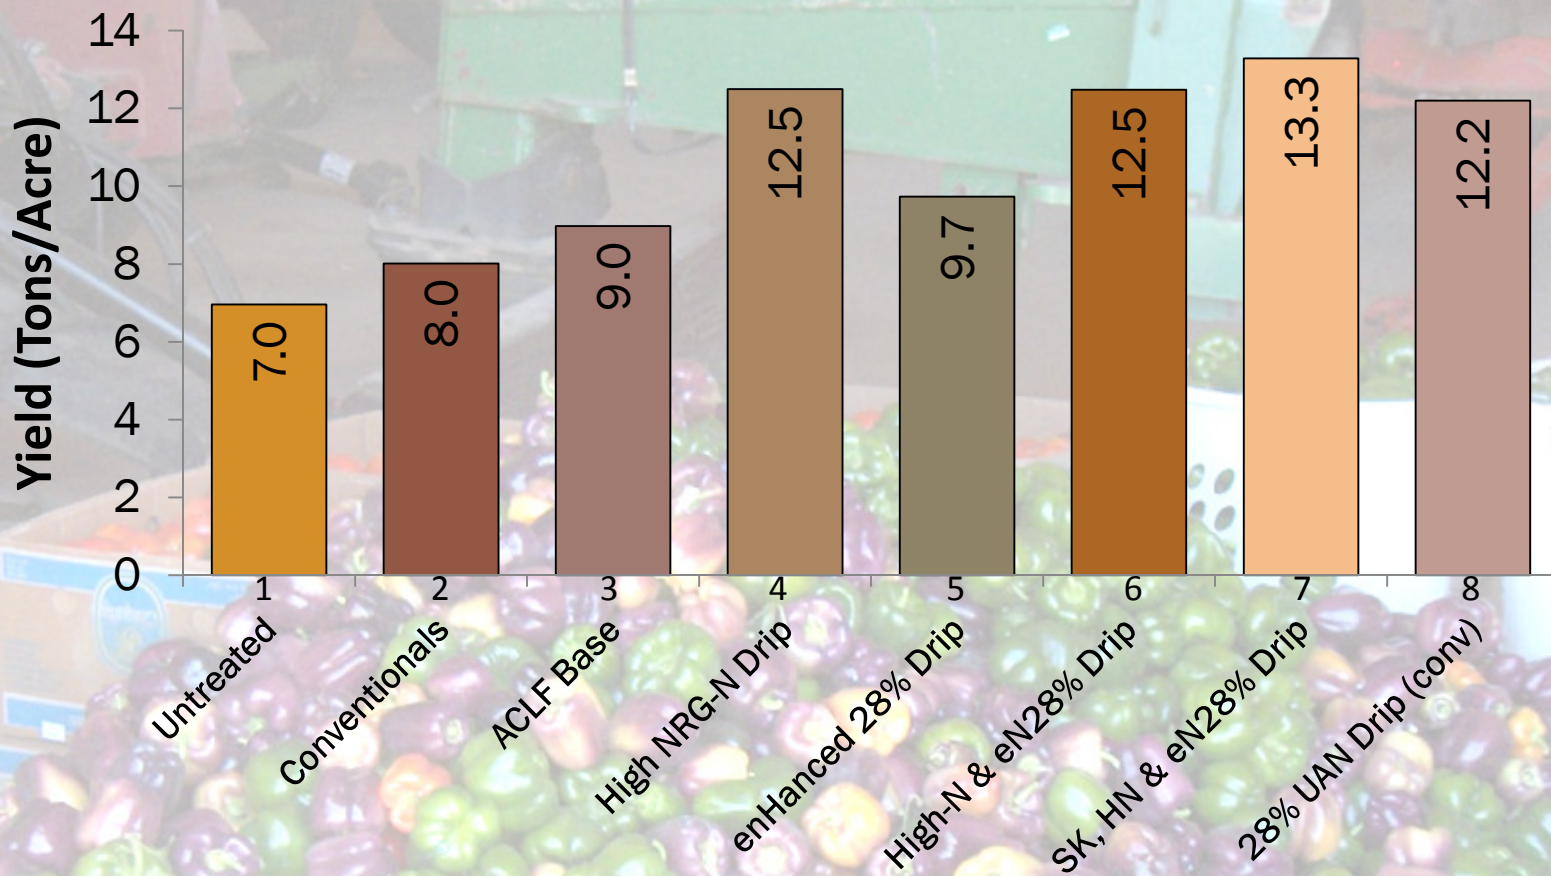 Yield (Tons/Acre)
14
12
10
8
6
4
2
0
7.0
8.0
9.0
12.5
9.7
12.5
13.3
12.2
1
2
3
4
5
6
7
8
Untreated
Conventionals
ACLF Base
High NRG-N Drip
enHanced 28% Drip
High-N & eN28% Drip
SK, HN & eN28% Drip
28% UAN Drip (conv)